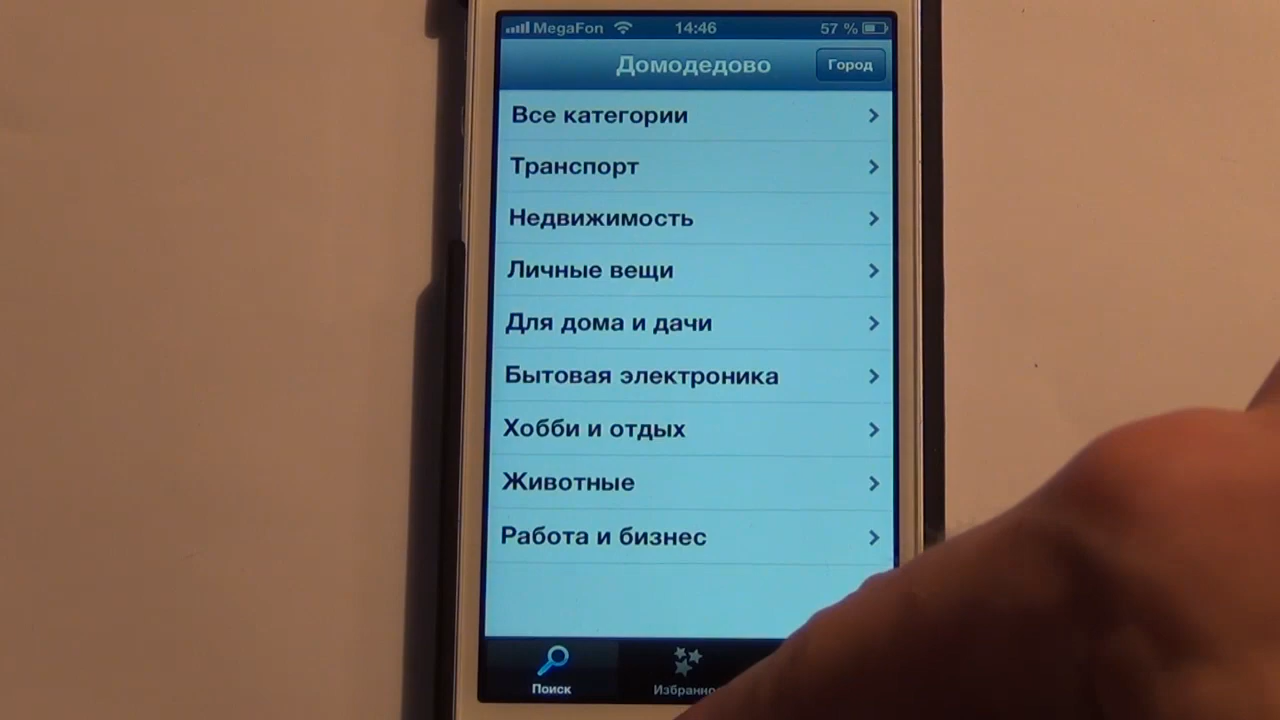 MegaFon 14:46 57 %
Домодедово Город
Все категории
Транспорт
Недвижимость
Личные вещи
Для дома и дачи
Бытовая электроника
Хобби и отдых
Животные
Работа и бизнес
Поиск